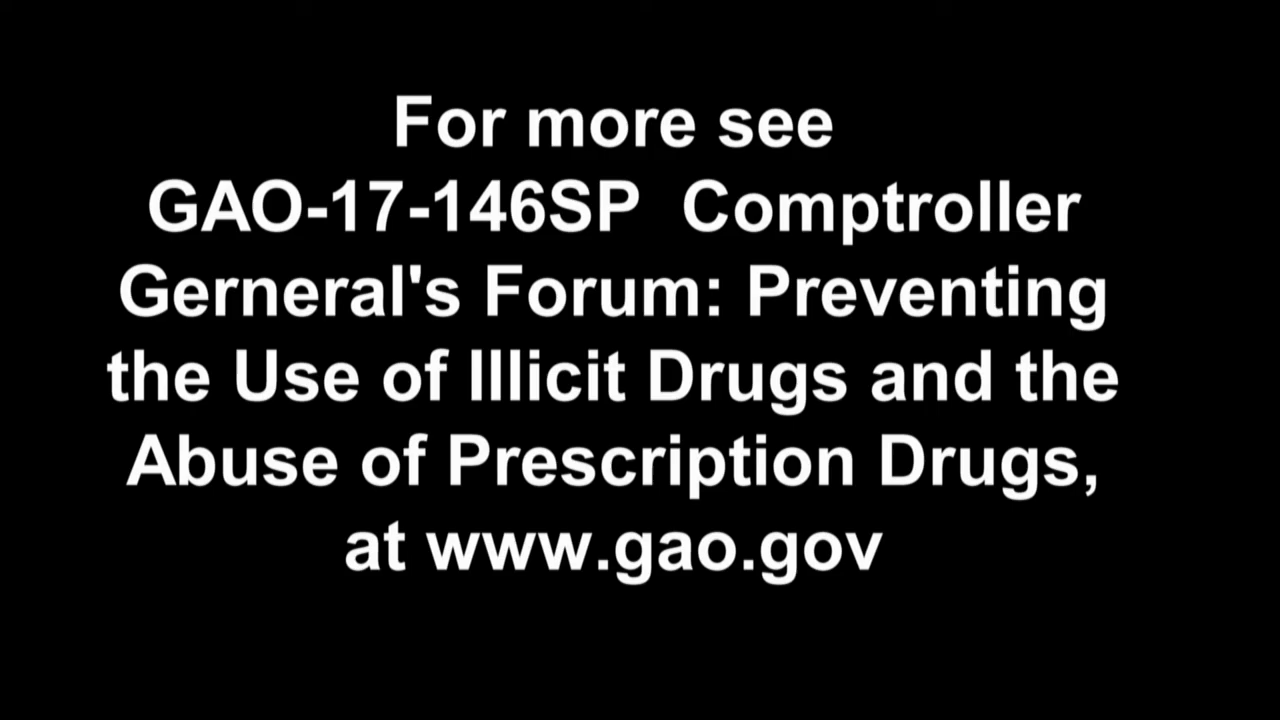 For more see
GAO-17-146SP  Comptroller
Gerneral's Forum: Preventing
the Use of Illicit Drugs and the
Abuse of Prescription Drugs,
at www.gao.gov